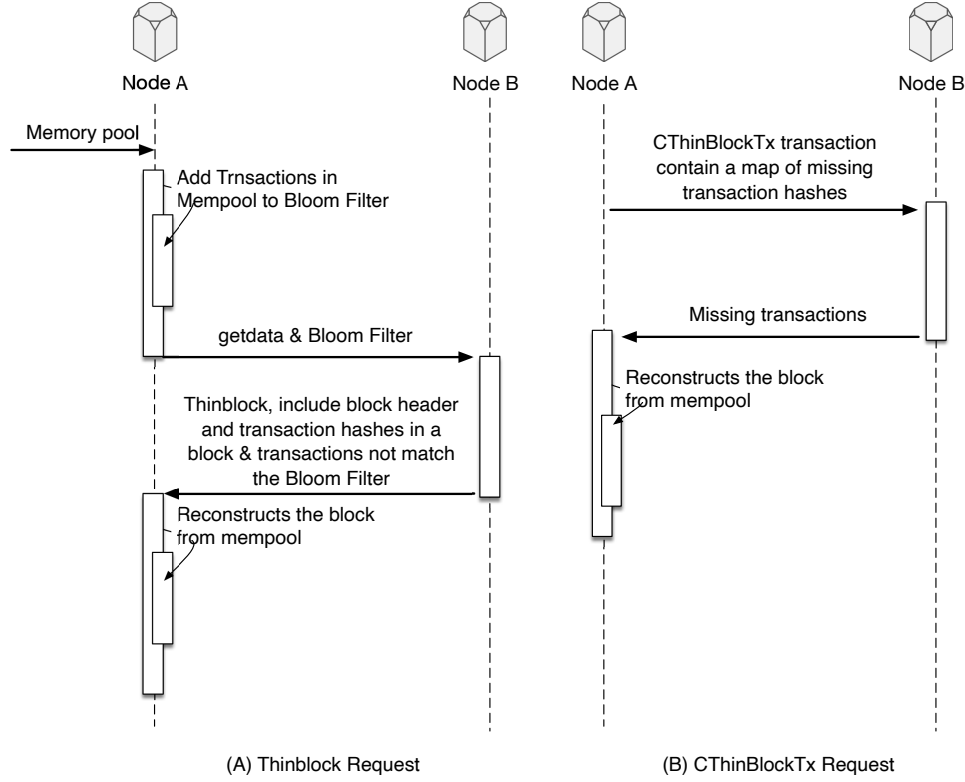 Node A
Node B
Memory pool
Add Trnsactions in
Mempool to Bloom Filter
getdata & Bloom Filter
Thinblock, include block header
and transaction hashes in a
block & transactions not match
the Bloom Filter
Reconstructs the block
from mempool
(A) Thinblock Request
Node A
Node B
CThinBlockTx transaction
contain a map of missing
transaction hashes
Missing transactions
Reconstructs the block
from mempool
(B) CThinBlockTx Request